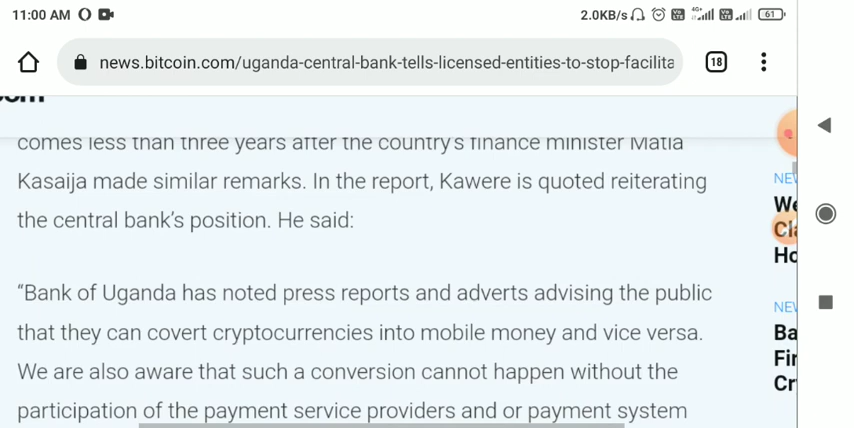 11:00 AM
2.0KB/s 4G+ 61
news.bitcoin.com/uganda-central-bank-tells-licensed-entities-to-stop-facilita
18
comes less than three years after the country's finance minister Matia
Kasaija made similar remarks. In the report, Kawere is quoted reiterating
the central bank's position. He said:
“Bank of Uganda has noted press reports and adverts advising the public
that they can covert cryptocurrencies into mobile money and vice versa.
We are also aware that such a conversion cannot happen without the
participation of the payment service providers and or payment system